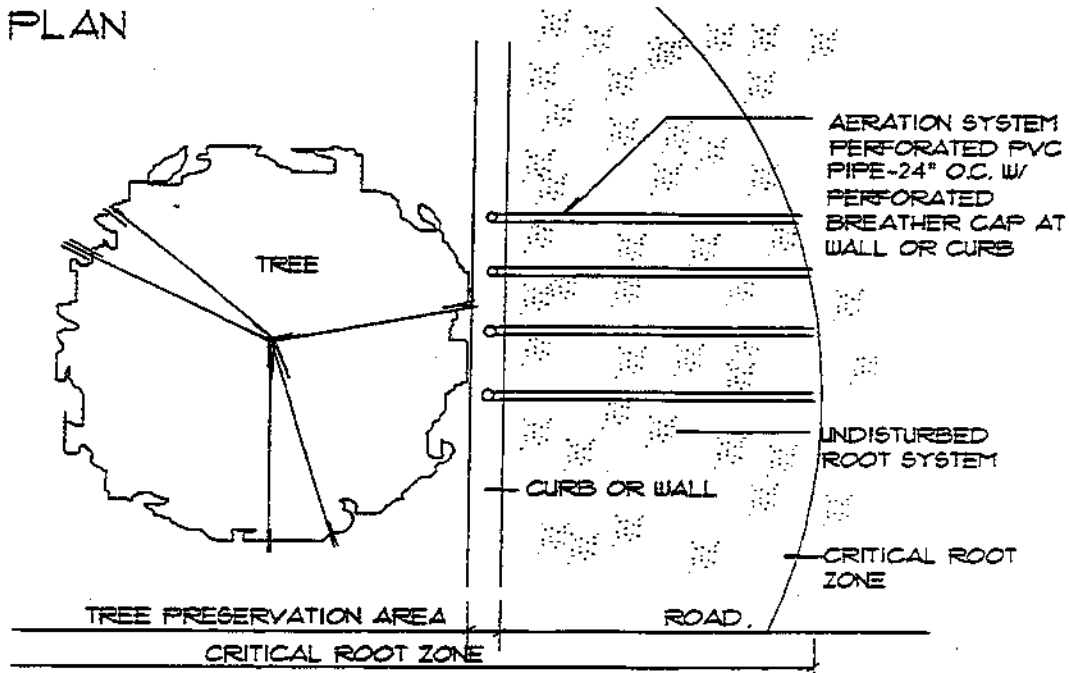 PLAN
AERATION SYSTEM
PERFORATED PVC
PIPE-24" O.C. W/
PERFORATED
BREATHER CAP AT
WALL OR CURB
TREE
UNDISTURBED
ROOT SYSTEM
CURB OR WALL
CRITICAL ROOT
ZONE
TREE PRESERVATION AREA
ROAD.
CRITICAL ROOT ZONE